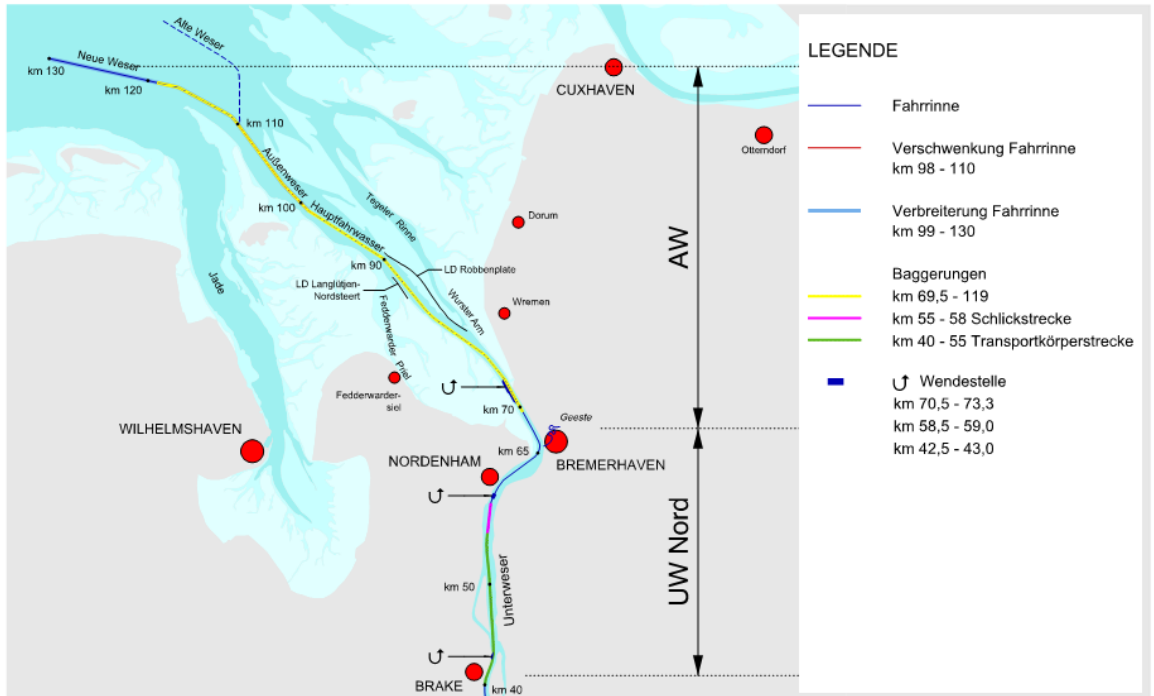 Alte Weser
Neue Weser
km 130
km 120
km 110
CUXHAVEN
Otterndorf
Außenweser
km 100
Hauptfahrwasser
Tegeler Rinne
Dorum
km 90
LD Robbenplate
LD Langlütjen-
Nordsteert
Jade
Wurster Arm
Wremen
Fedderwarder Priel
Fedderwarder-
siel
km 70
Geeste
WILHELMSHAVEN
km 65
BREMERHAVEN
NORDENHAM
km 50
Unterweser
BRAKE
km 40
AW
UW Nord
LEGENDE
Fahrrinne
Verschwenkung Fahrrinne
km 98 - 110
Verbreiterung Fahrrinne
km 99 - 130
Baggerungen
km 69,5 - 119
km 55 - 58 Schlickstrecke
km 40 - 55 Transportkörperstrecke
Wendestelle
km 70,5 - 73,3
km 58,5 - 59,0
km 42,5 - 43,0